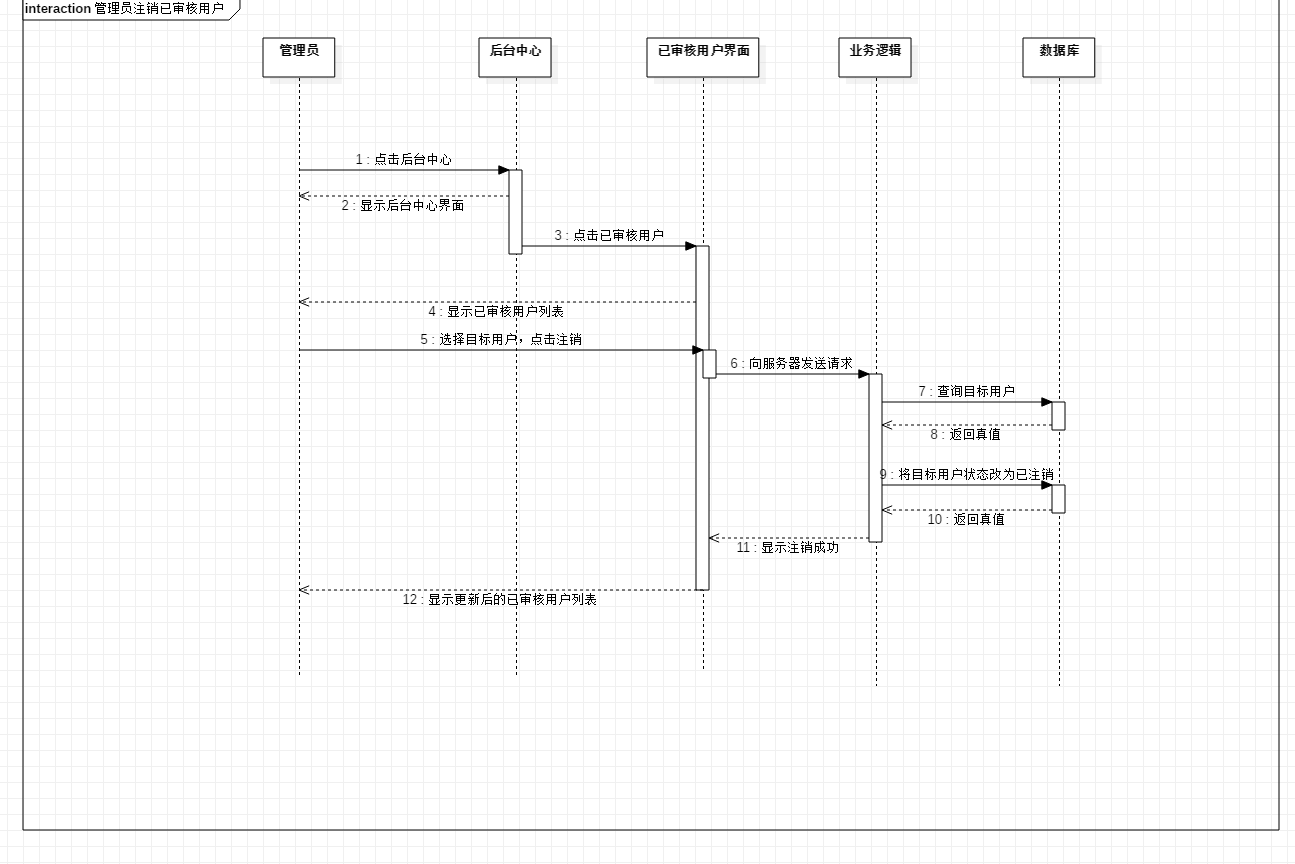 interaction 管理员注销已审核用户
管理员
后台中心
已审核用户界面
业务逻辑
数据库
1 : 点击后台中心
2 : 显示后台中心界面
3 : 点击已审核用户
4 : 显示已审核用户列表
5 : 选择目标用户，点击注销
6 : 向服务器发送请求
7 : 查询目标用户
8 : 返回真值
9 : 将目标用户状态改为已注销
10 : 返回真值
11 : 显示注销成功
12 : 显示更新后的已审核用户列表